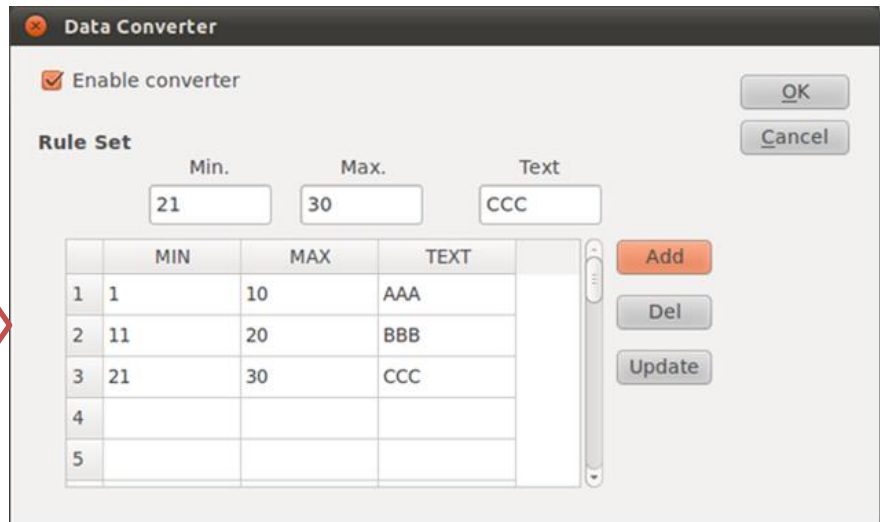 Data Converter
Enable converter
OK
Rule Set
Cancel
Min. Max. Text
21 30 CCC
MIN MAX TEXT
Add
1 1 10 AAA
Del
2 11 20 BBB
Update
3 21 30 CCC
4
5